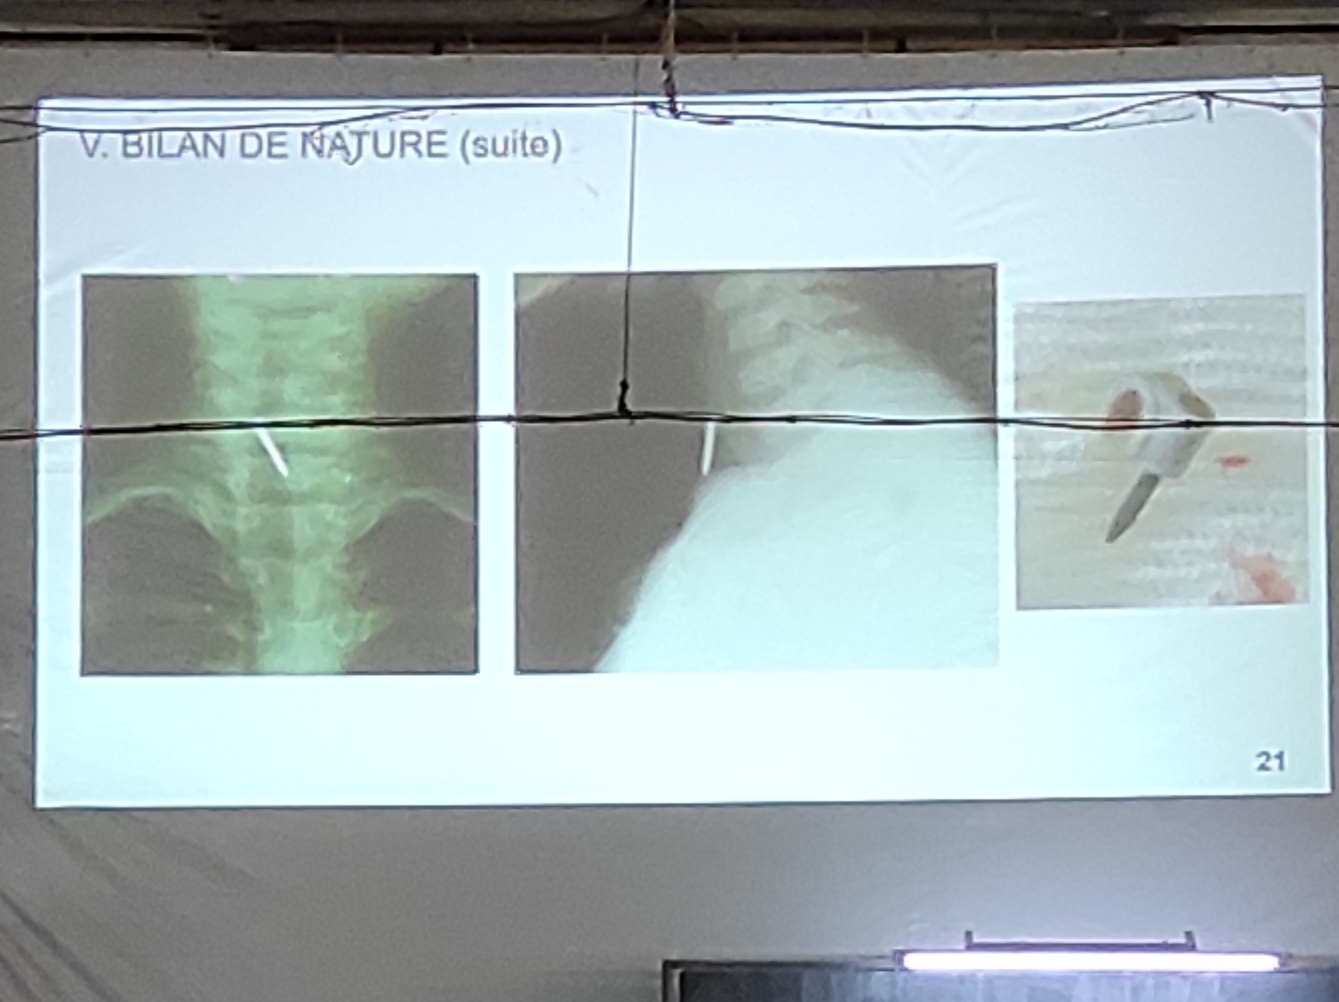 V. BILAN DE NATURE (suite)
21